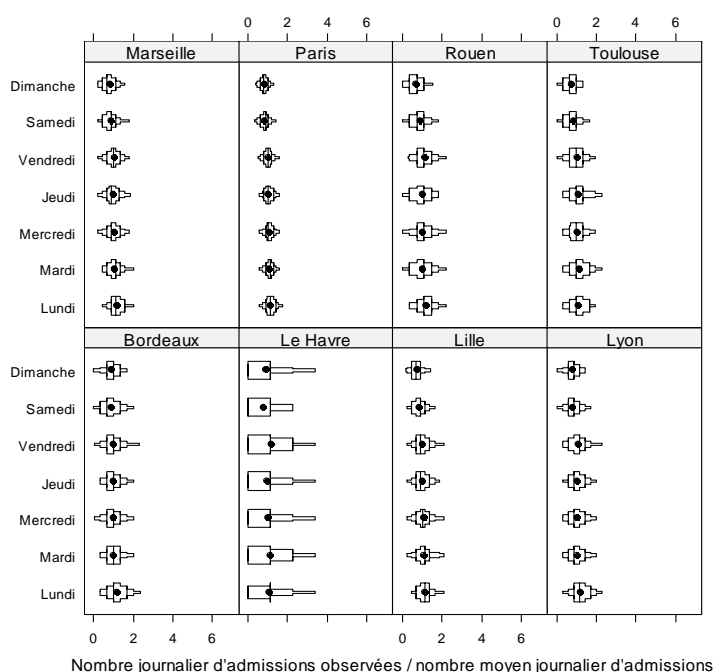 0 2 4 6 0 2 4 6
Marseille Paris Rouen Toulouse
Dimanche
Samedi
Vendredi
Jeudi
Mercredi
Mardi
Lundi
Bordeaux Le Havre Lille Lyon
Dimanche
Samedi
Vendredi
Jeudi
Mercredi
Mardi
Lundi
0 2 4 6 0 2 4 6
Nombre journalier d'admissions observées / nombre moyen journalier d'admissions